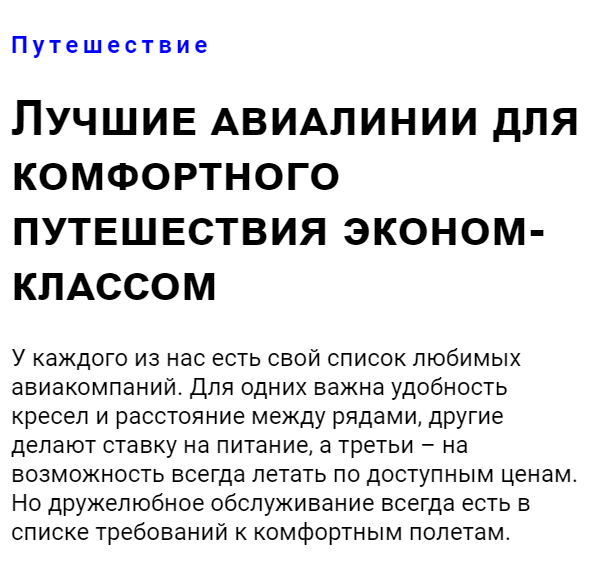 Путешествие
Лучшие авиалинии для
комфортного
путешествия эконом-
классом
У каждого из нас есть свой список любимых
авиакомпаний. Для одних важна удобность
кресел и расстояние между рядами, другие
делают ставку на питание, а третьи – на
возможность всегда летать по доступным ценам.
Но дружелюбное обслуживание всегда есть в
списке требований к комфортным полетам.